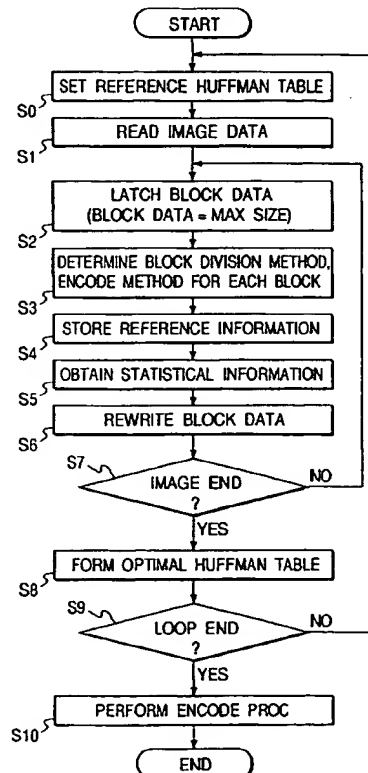 START
SET REFERENCE HUFFMAN TABLE
S0
READ IMAGE DATA
S1
LATCH BLOCK DATA
(BLOCK DATA = MAX SIZE)
S2
DETERMINE BLOCK DIVISION METHOD,
ENCODE METHOD FOR EACH BLOCK
S3
STORE REFERENCE INFORMATION
S4
OBTAIN STATISTICAL INFORMATION
S5
REWRITE BLOCK DATA
S6
S7
IMAGE END
?
NO
YES
FORM OPTIMAL HUFFMAN TABLE
S8
S9
LOOP END
?
NO
YES
PERFORM ENCODE PROC
S10
END